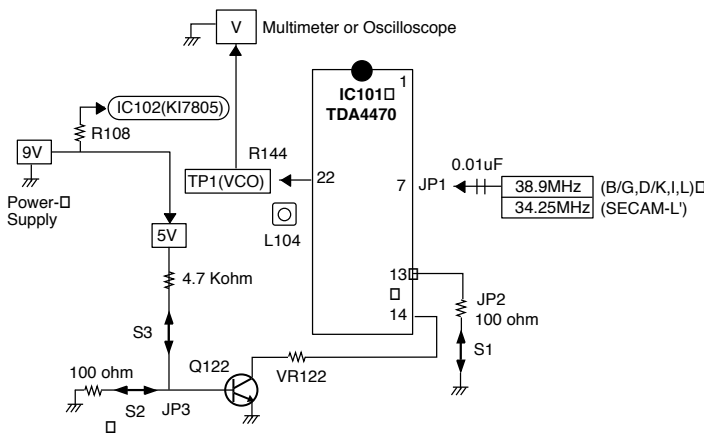 V
Multimeter or Oscilloscope
1
IC101□
TDA4470
IC102(KI7805)
R108
9V
Power-□
Supply
R144
TP1(VCO)
22
7
JP1
0.01uF
38.9MHz (B/G,D/K,I,L)□
34.25MHz (SECAM-L')
L104
5V
4.7 Kohm
13
□
14
JP2
100 ohm
S3
S1
100 ohm
Q122
VR122
S2
JP3
□